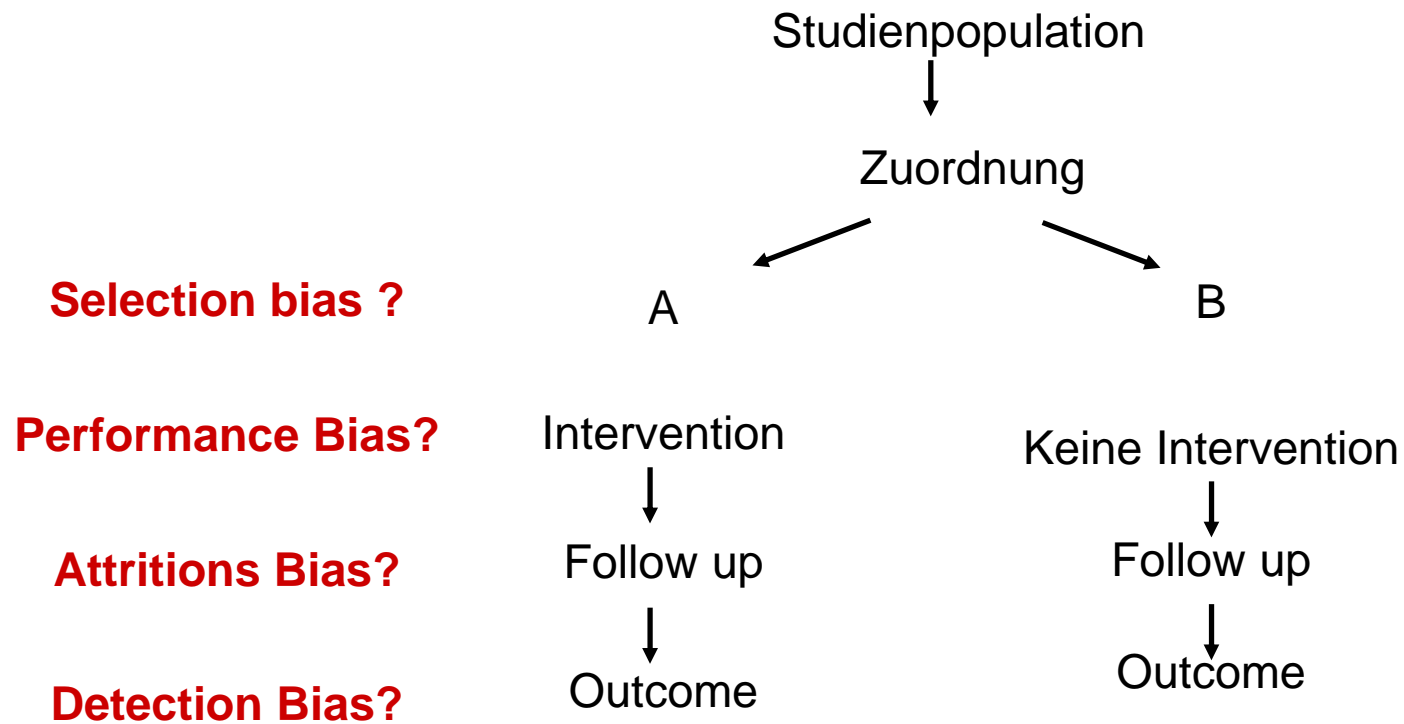 Studienpopulation
Zuordnung
Selection bias ?
A
B
Performance Bias?
Intervention
Keine Intervention
Attritions Bias?
Follow up
Follow up
Detection Bias?
Outcome
Outcome